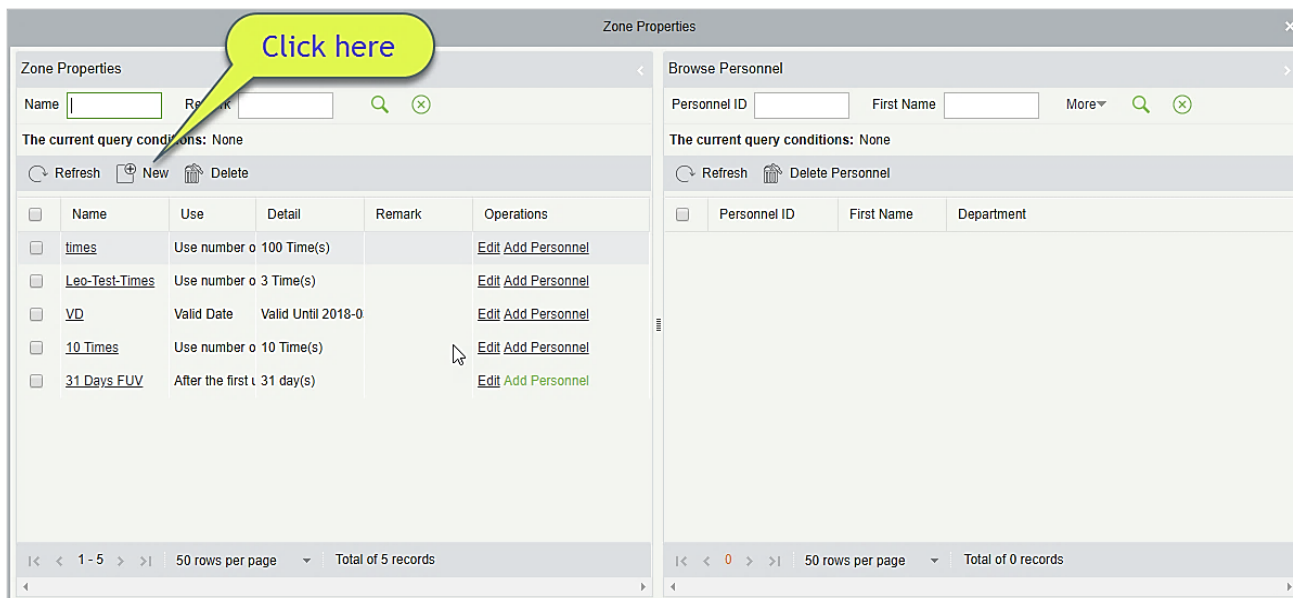 Zone Properties
Click here
Zone Properties
Name Remark
The current query conditions: None
Refresh New Delete
Name Use Detail Remark Operations
times Use number o 100 Time(s) Edit Add Personnel
Leo-Test-Times Use number o 3 Time(s) Edit Add Personnel
VD Valid Date Valid Until 2018-0 Edit Add Personnel
10 Times Use number o 10 Time(s) Edit Add Personnel
31 Days FUV After the first u 31 day(s) Edit Add Personnel
1 - 5 50 rows per page Total of 5 records
Browse Personnel
Personnel ID First Name More
The current query conditions: None
Refresh Delete Personnel
Personnel ID First Name Department
0 50 rows per page Total of 0 records